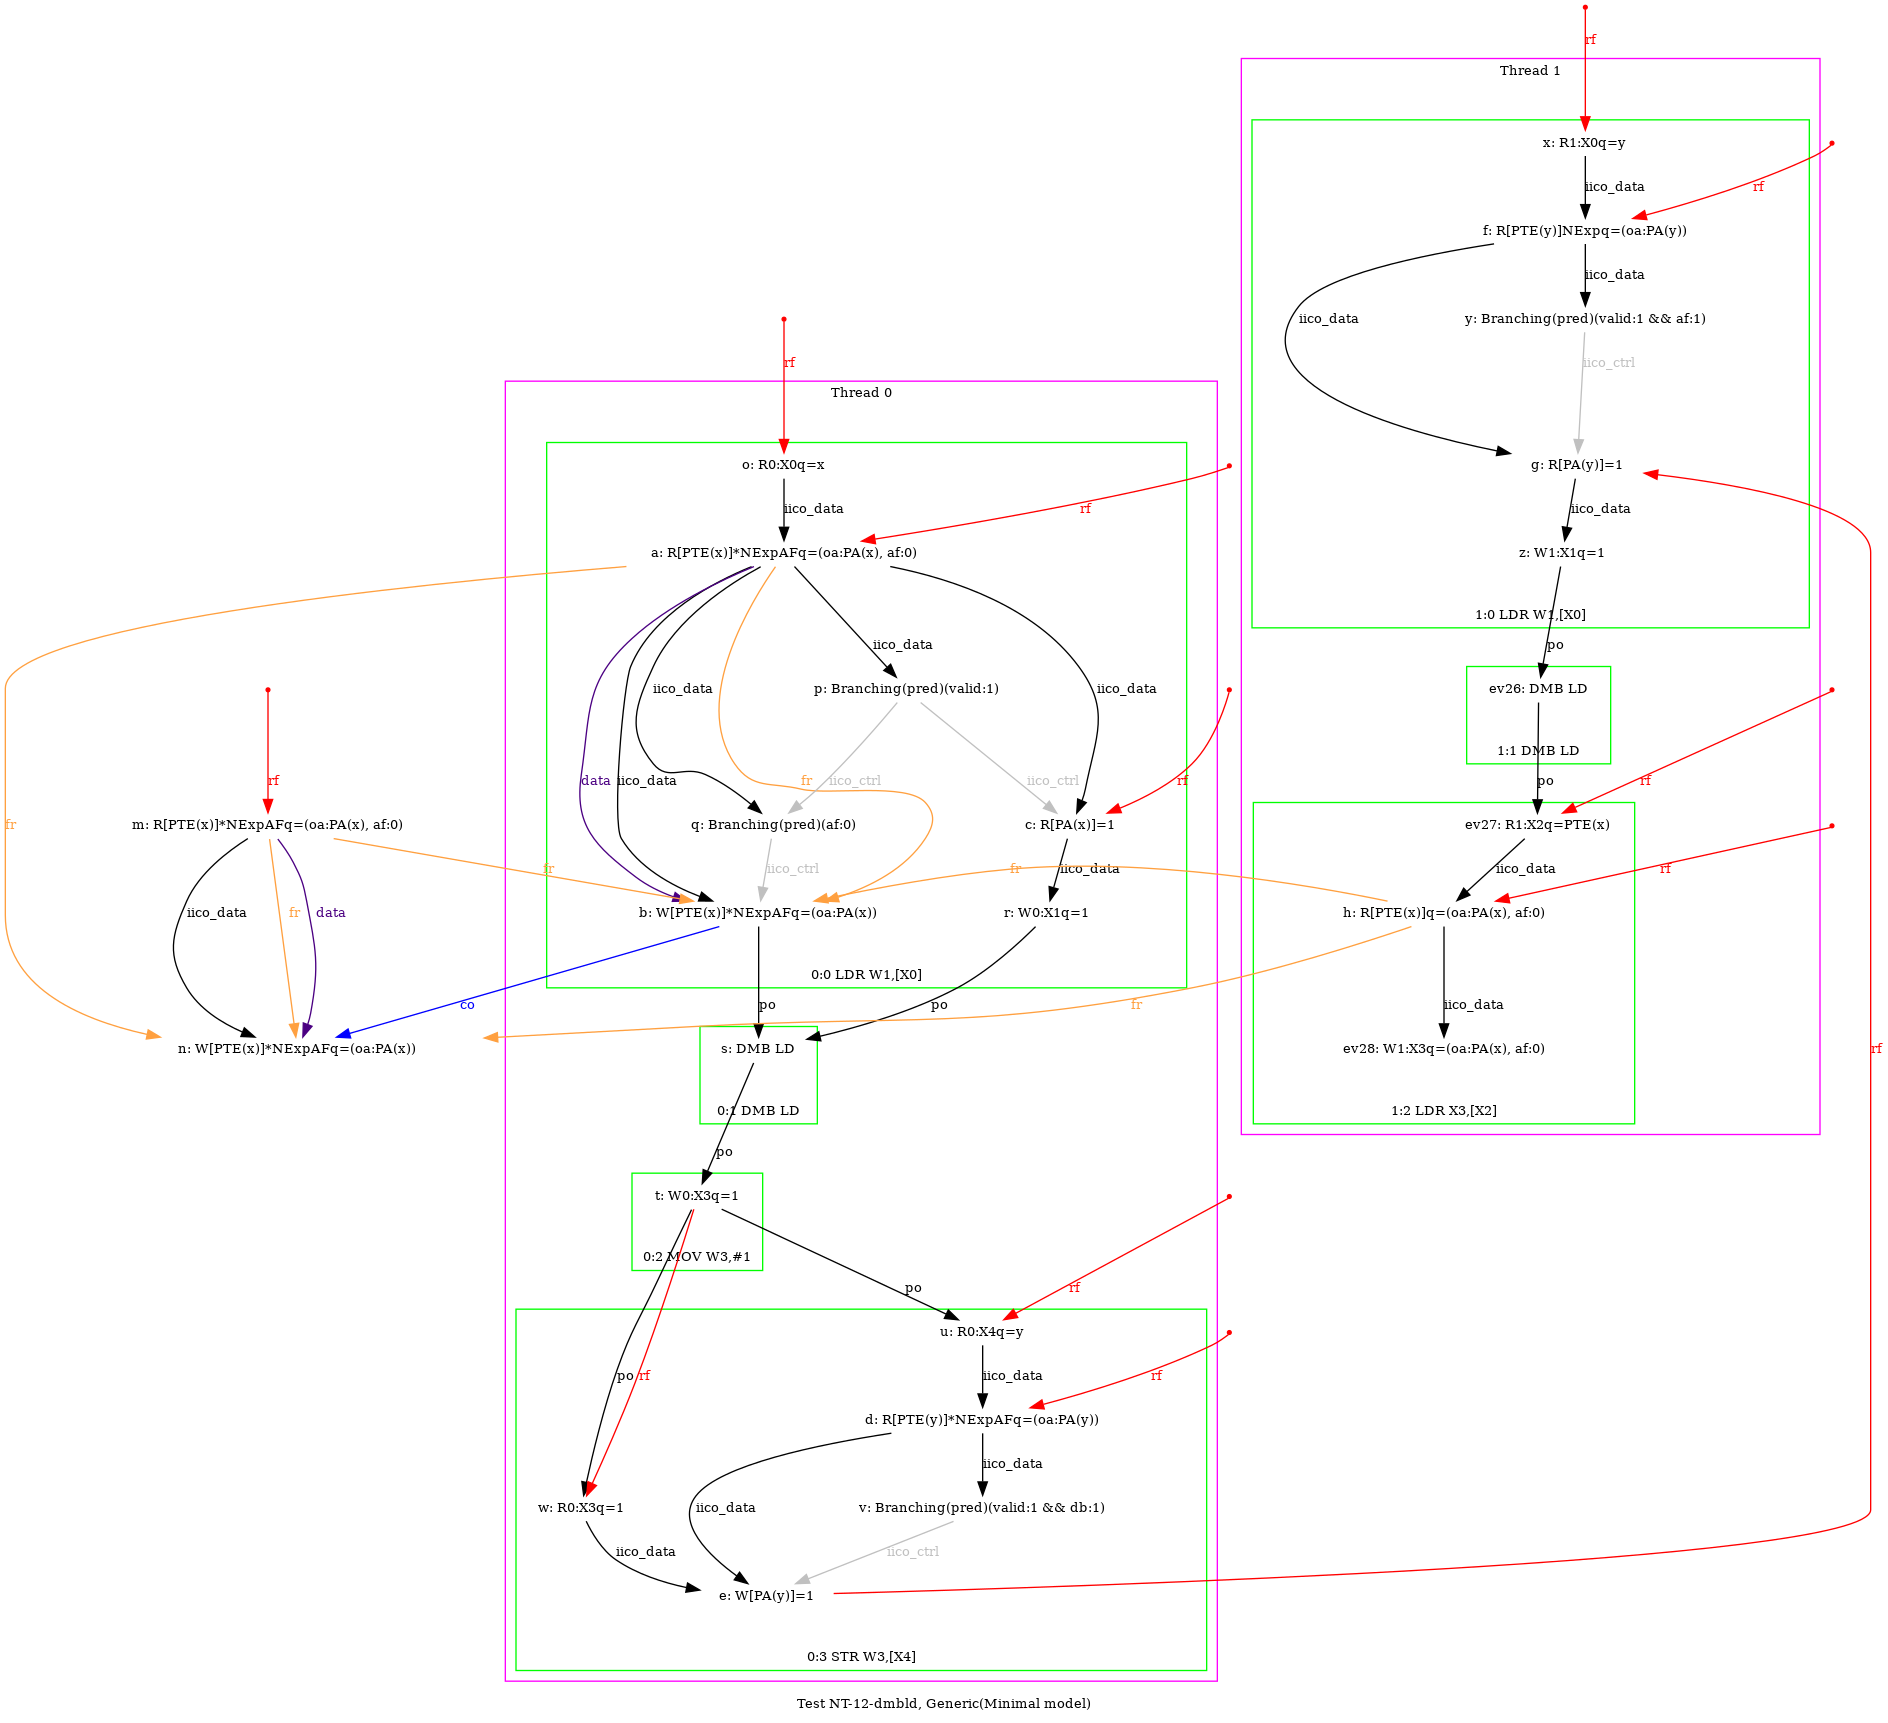 rf
Thread 1
x: R1:X0q=y
iico_data
rf
f: R[PTE(y)]NExpq=(oa:PA(y))
iico_data
iico_data
y: Branching(pred)(valid:1 && af:1)
rf
iico_ctrl
Thread 0
o: R0:X0q=x
g: R[PA(y)]=1
iico_data
rf
iico_data
a: R[PTE(x)]*NExpAFq=(oa:PA(x), af:0)
z: W1:X1q=1
1:0 LDR W1,[X0]
iico_data
po
iico_data
p: Branching(pred)(valid:1)
iico_data
ev26: DMB LD
1:1 DMB LD
rf
data
iico_data
fr
iico_ctrl
iico_ctrl
rf
po
rf
fr
m: R[PTE(x)]*NExpAFq=(oa:PA(x), af:0)
q: Branching(pred)(af:0)
c: R[PA(x)]=1
ev27: R1:X2q=PTE(x)
fr
iico_ctrl
iico_data
fr
iico_data
rf
iico_data
fr
data
b: W[PTE(x)]*NExpAFq=(oa:PA(x))
r: W0:X1q=1
h: R[PTE(x)]q=(oa:PA(x), af:0)
0:0 LDR W1,[X0]
co
po
po
fr
iico_data
n: W[PTE(x)]*NExpAFq=(oa:PA(x))
s: DMB LD
ev28: W1:X3q=(oa:PA(x), af:0)
rf
0:1 DMB LD
1:2 LDR X3,[X2]
po
t: W0:X3q=1
0:2 MOV W3,#1
po
rf
u: R0:X4q=y
po
rf
iico_data
rf
d: R[PTE(y)]*NExpAFq=(oa:PA(y))
iico_data
w: R0:X3q=1
iico_data
v: Branching(pred)(valid:1 && db:1)
iico_data
iico_ctrl
e: W[PA(y)]=1
0:3 STR W3,[X4]
Test NT-12-dmbld, Generic(Minimal model)